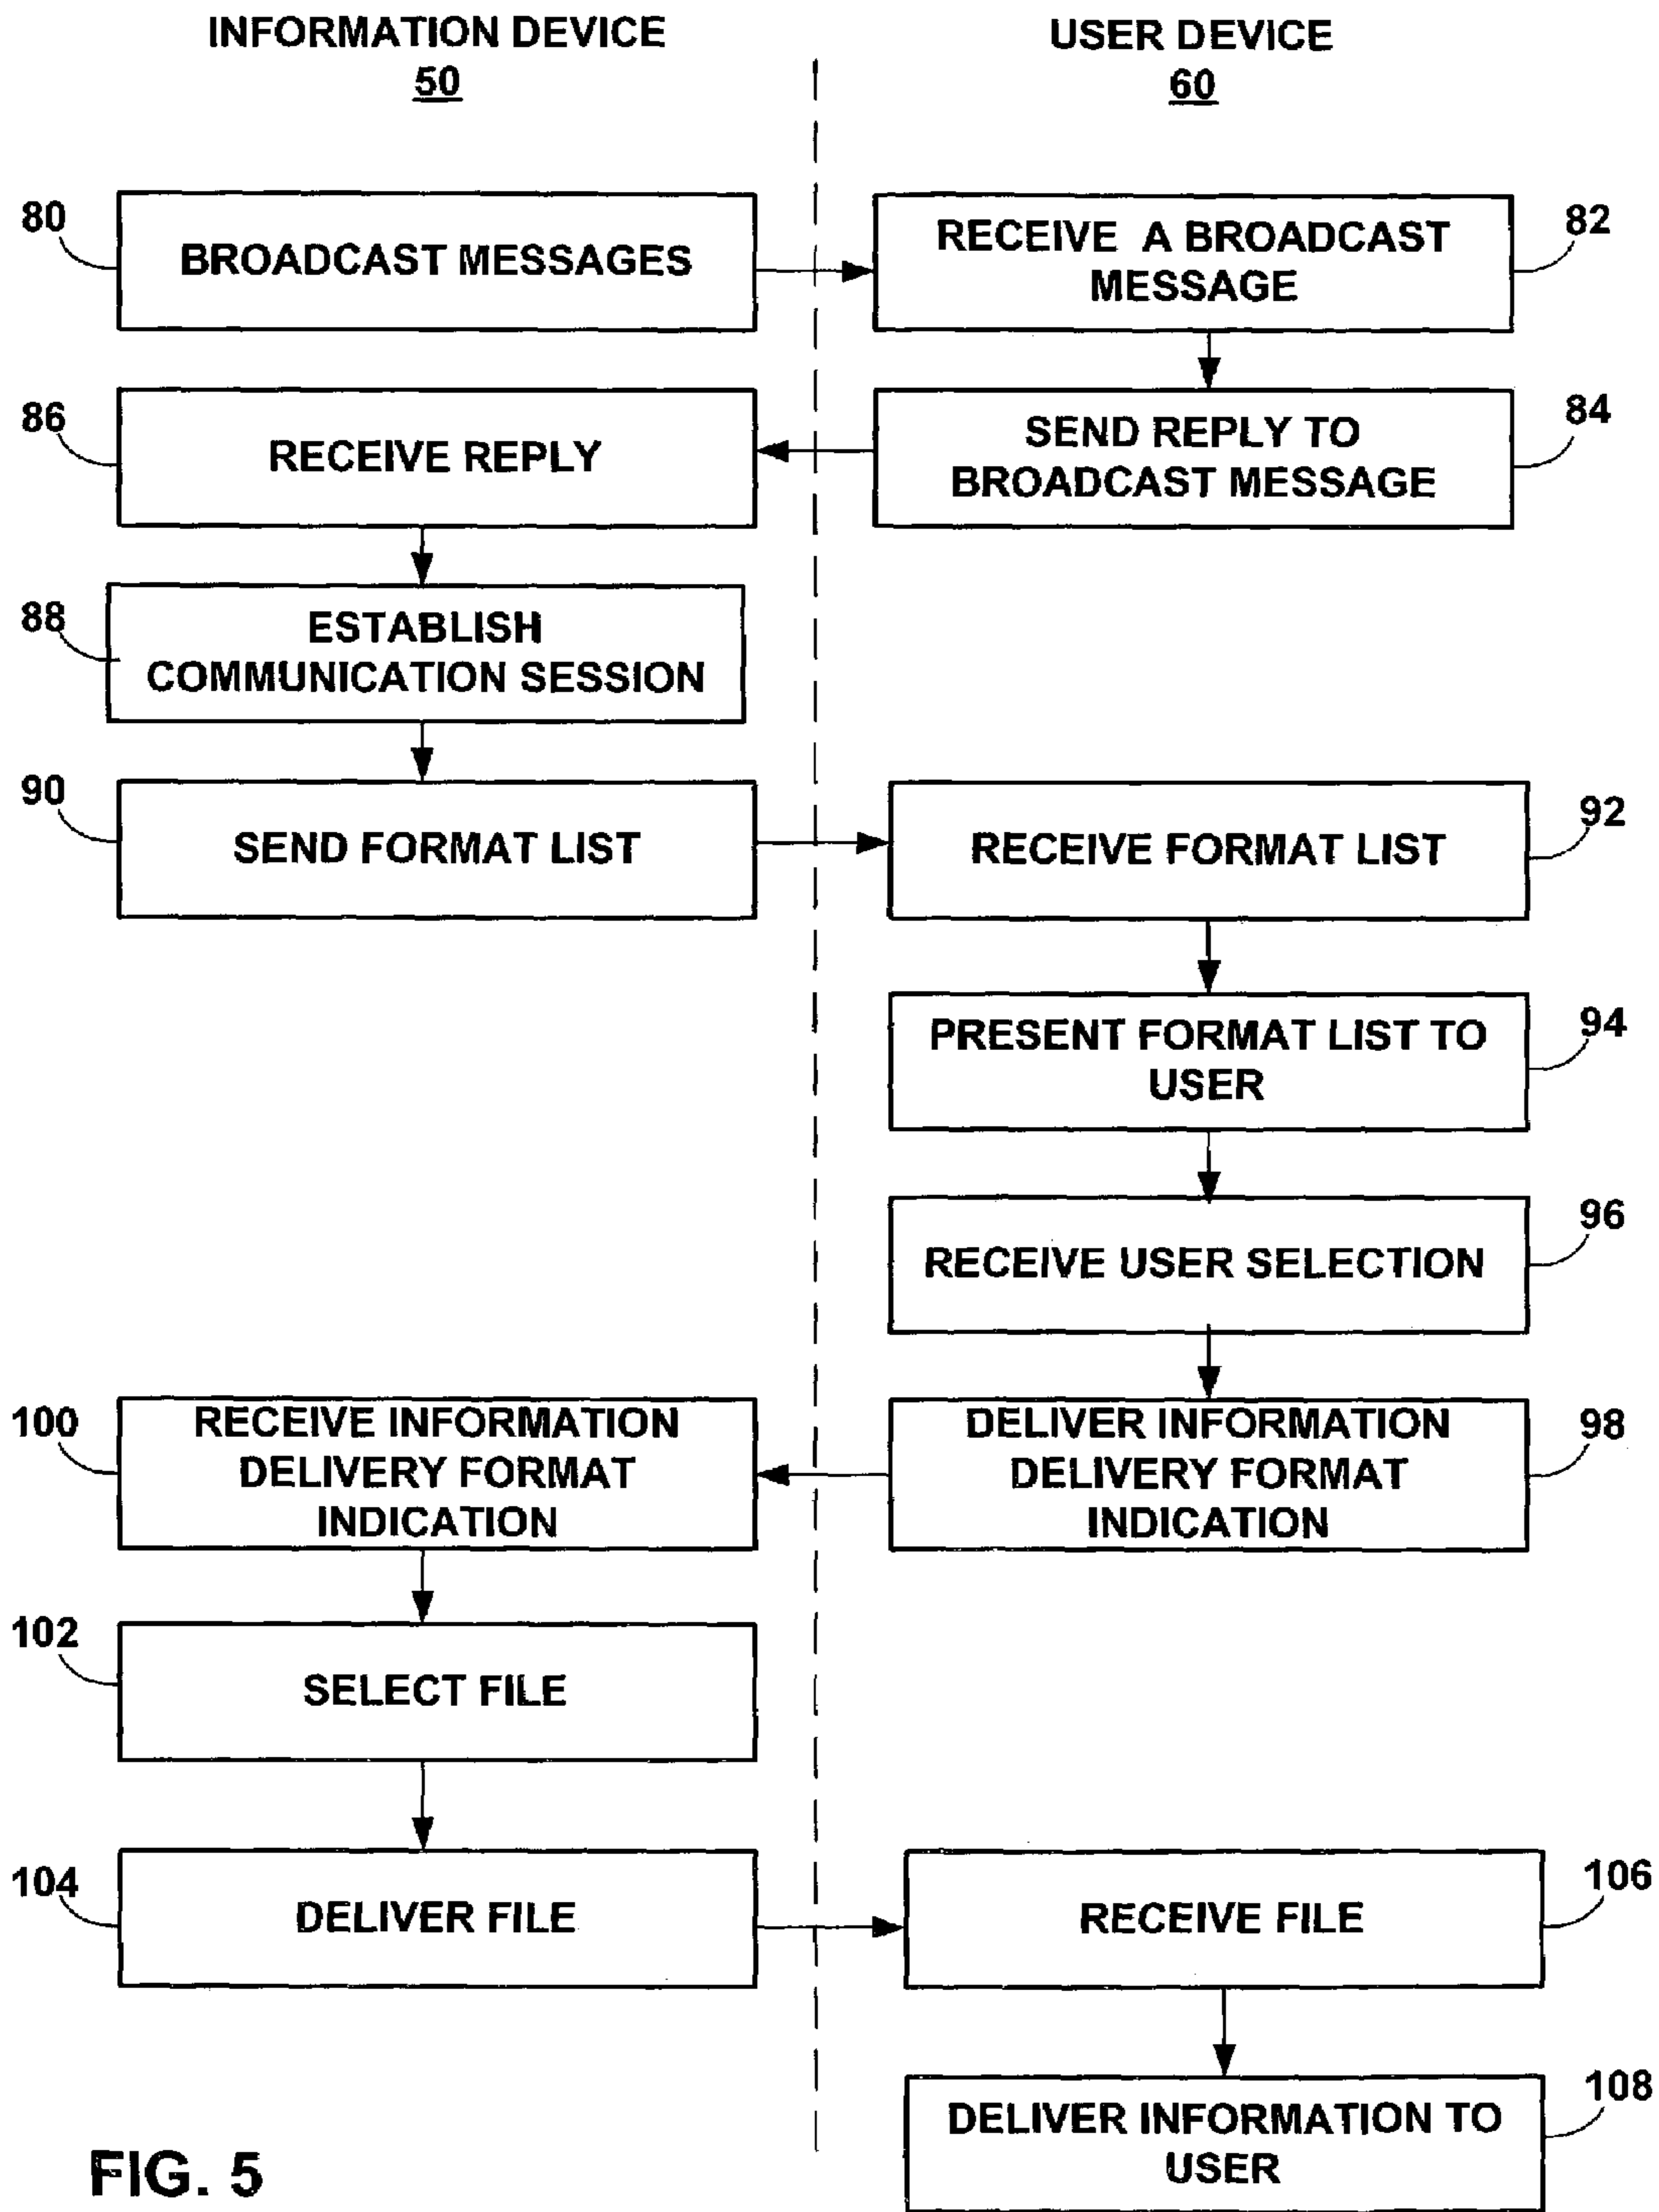 INFORMATION DEVICE
50
USER DEVICE
60
80
BROADCAST MESSAGES
RECEIVE A BROADCAST
MESSAGE
82
86
RECEIVE REPLY
SEND REPLY TO
BROADCAST MESSAGE
84
88
ESTABLISH
COMMUNICATION SESSION
90
SEND FORMAT LIST
RECEIVE FORMAT LIST
92
PRESENT FORMAT LIST TO
USER
94
RECEIVE USER SELECTION
96
100
RECEIVE INFORMATION
DELIVERY FORMAT
INDICATION
DELIVER INFORMATION
DELIVERY FORMAT
INDICATION
98
102
SELECT FILE
104
DELIVER FILE
RECEIVE FILE
106
DELIVER INFORMATION TO
USER
108
FIG. 5